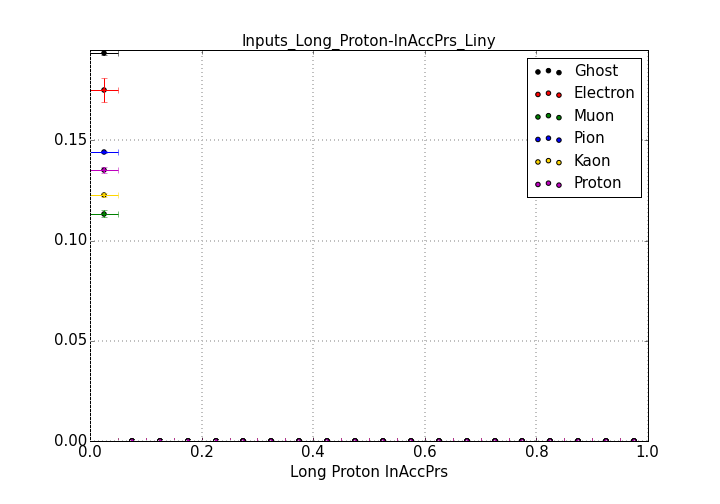 Inputs_Long_Proton-InAccPrs_Liny
Ghost
Electron
Muon
Pion
Kaon
Proton
0.15
0.10
0.05
0.00
0.0 0.2 0.4 0.6 0.8 1.0
Long Proton InAccPrs